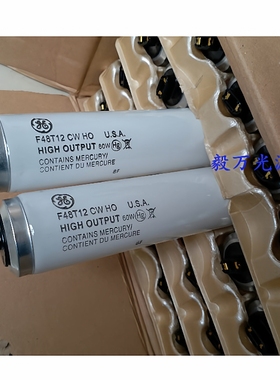 GE
F48T12 CW HO U.S.A.
HIGH OUTPUT 60W Hg
CONTAINS MERCURY/
CONTIENT DU MERCURE
GE
F48T12 CW HO U.S.A.
HIGH OUTPUT 60W Hg
CONTAINS MERCURY/
CONTIENT DU MERCURE
毅万光